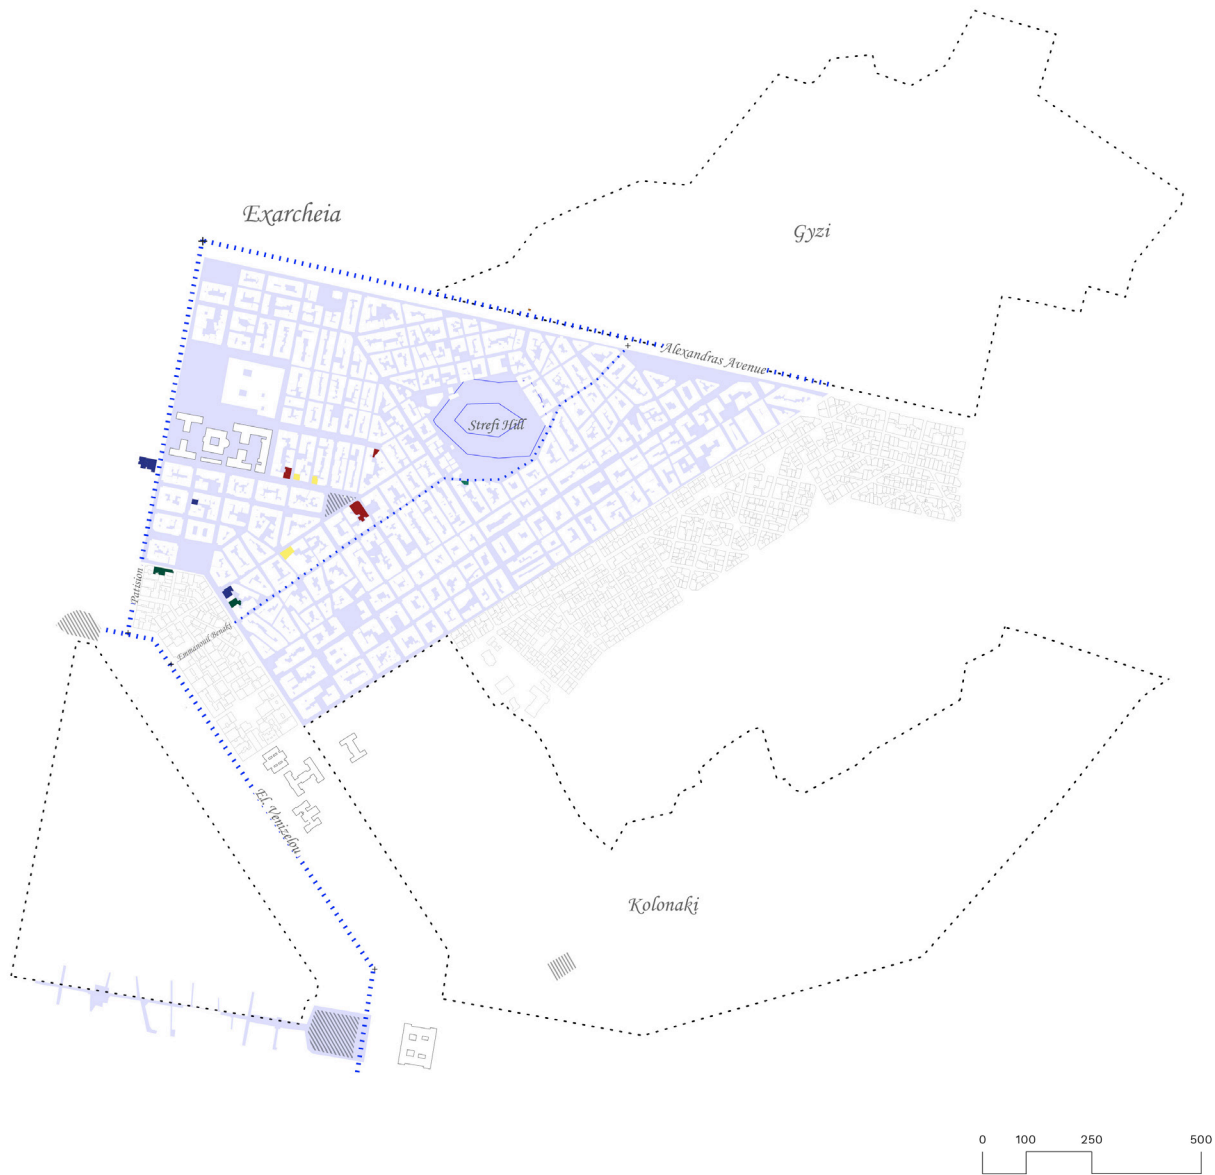 Exarcheia
Gyzi
Alexandras Avenue
Strefi Hill
Patision
Emmanouil Benaki
El. Venizelou
Kolonaki
0 100 250 500